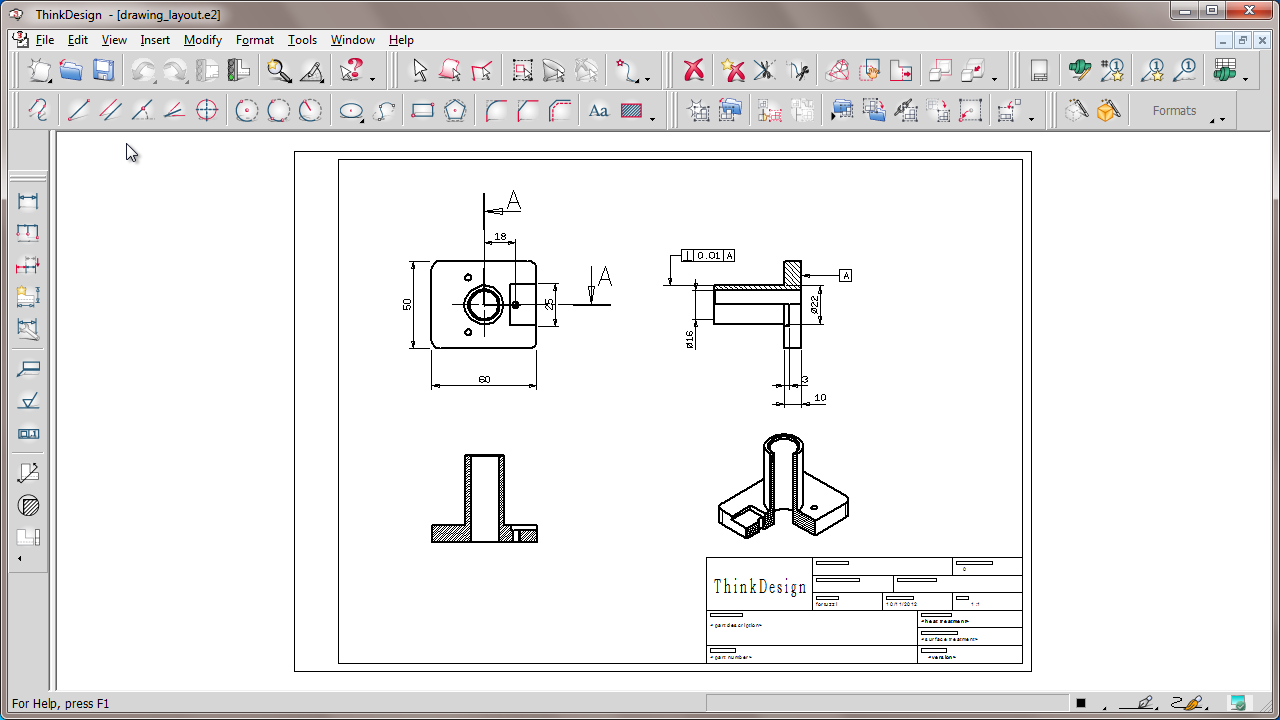 ThinkDesign - [drawing_layout.e2]
File Edit View Insert Modify Format Tools Window Help
Aa
Formats
A
18
A
50
25
60
0.01 A
A
Ø22
Ø16
3
10
ThinkDesign
0
10/11/2012
1:1
<part description>
<heat treatment>
<surface treatment>
<part number>
<version>
For Help, press F1